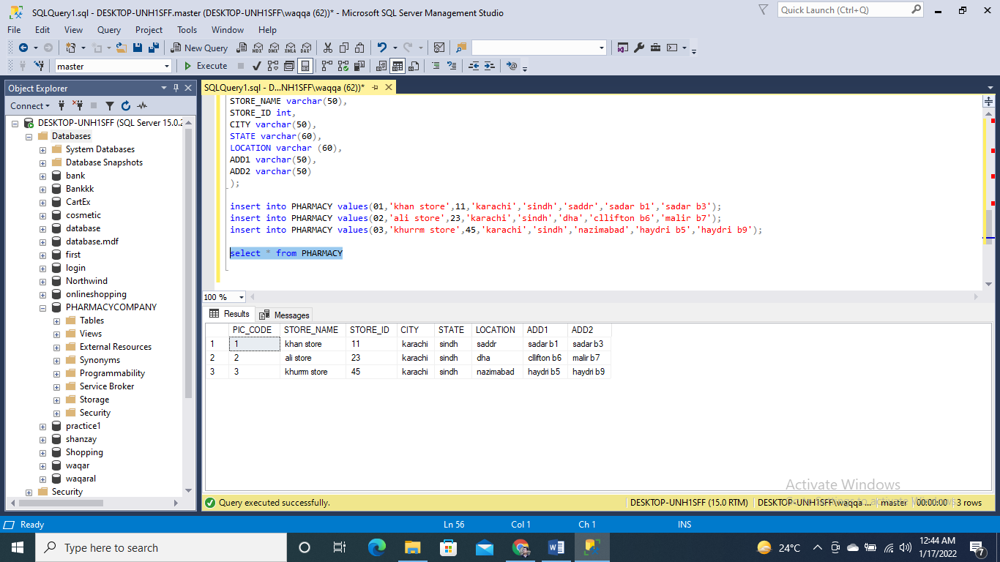 SQLQuery1.sql - DESKTOP-UNH1SFF.master (DESKTOP-UNH1SFF\waqqa (62))* - Microsoft SQL Server Management Studio
Quick Launch (Ctrl+Q)
File Edit View Query Project Tools Window Help
New Query MDX DMX XMLA DAX
master
Execute
Object Explorer
SQLQuery1.sql - D...NH1SFF\waqqa (62))*
Connect
DESKTOP-UNH1SFF (SQL Server 15.0.2
Databases
System Databases
Database Snapshots
bank
Bankkk
CartEx
cosmetic
database
database.mdf
first
login
Northwind
onlineshopping
PHARMACYCOMPANY
Tables
Views
External Resources
Synonyms
Programmability
Service Broker
Storage
Security
practice1
shanzay
Shopping
waqar
waqaral
Security
STORE_NAME varchar(50),
STORE_ID int,
CITY varchar(50),
STATE varchar(60),
LOCATION varchar (60),
ADD1 varchar(50),
ADD2 varchar(50)
);
insert into PHARMACY values(01,'khan store',11,'karachi','sindh','saddr','sadar b1','sadar b3');
insert into PHARMACY values(02,'ali store',23,'karachi','sindh','dha','cllifton b6','malir b7');
insert into PHARMACY values(03,'khurrm store',45,'karachi','sindh','nazimabad','haydri b5','haydri b9');
select * from PHARMACY
100 %
Results Messages
PIC_CODE STORE_NAME STORE_ID CITY STATE LOCATION ADD1 ADD2
1 1 khan store 11 karachi sindh saddr sadar b1 sadar b3
2 2 ali store 23 karachi sindh dha cllifton b6 malir b7
3 3 khurrm store 45 karachi sindh nazimabad haydri b5 haydri b9
Activate Windows
Go to Settings to activate Windows.
Query executed successfully.
DESKTOP-UNH1SFF (15.0 RTM) DESKTOP-UNH1SFF\waqqa ... master 00:00:00 3 rows
Ready Ln 56 Col 1 Ch 1 INS
Type here to search
24°C
12:44 AM
1/17/2022
7